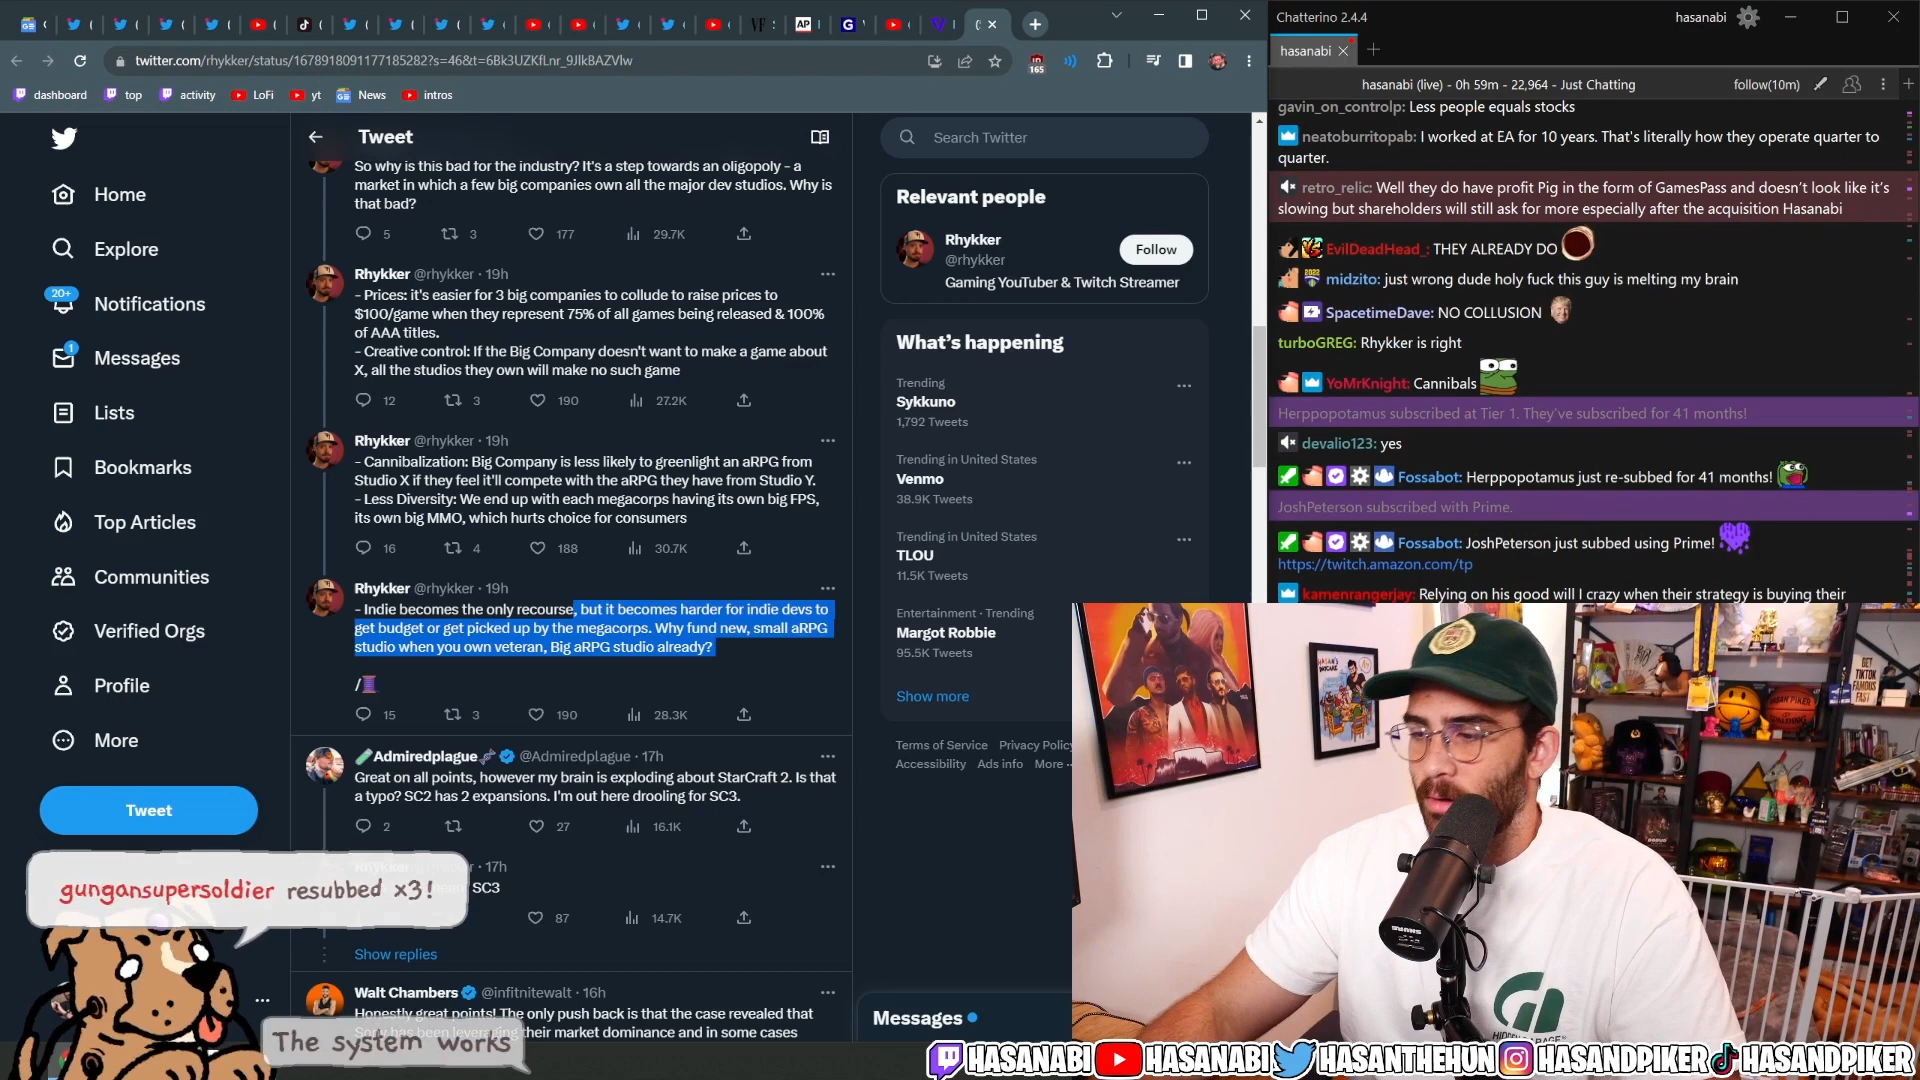 twitter.com/rhykker/status/1678918091177185282?s=46&t=6Bk3UZKfLnr_9JlkBAZVlw
165
dashboard
top
activity
LoFi
yt
News
intros
Home
Explore
20+
Notifications
1
Messages
Lists
Bookmarks
Top Articles
Communities
Verified Orgs
Profile
More
Tweet
Tweet
So why is this bad for the industry? It's a step towards an oligopoly - a
market in which a few big companies own all the major dev studios. Why is
that bad?
5 3 177 29.7K
Rhykker @rhykker · 19h
- Prices: it's easier for 3 big companies to collude to raise prices to
$100/game when they represent 75% of all games being released & 100%
of AAA titles.
- Creative control: If the Big Company doesn't want to make a game about
X, all the studios they own will make no such game
12 3 190 27.2K
Rhykker @rhykker · 19h
- Cannibalization: Big Company is less likely to greenlight an aRPG from
Studio X if they feel it'll compete with the aRPG they have from Studio Y.
- Less Diversity: We end up with each megacorps having its own big FPS,
its own big MMO, which hurts choice for consumers
16 4 188 30.7K
Rhykker @rhykker · 19h
- Indie becomes the only recourse, but it becomes harder for indie devs to
get budget or get picked up by the megacorps. Why fund new, small aRPG
studio when you own veteran, Big aRPG studio already?
/🧵
15 3 190 28.3K
Admiredplague @Admiredplague · 17h
Great on all points, however my brain is exploding about StarCraft 2. Is that
a typo? SC2 has 2 expansions. I'm out here drooling for SC3.
2 27 16.1K
· 17h
SC3
87 14.7K
Show replies
Walt Chambers @infitnitewalt · 16h
Honestly great points! The only push back is that the case revealed that
Sony has been leveraging their market dominance and in some cases
Search Twitter
Relevant people
Rhykker
@rhykker
Follow
Gaming YouTuber & Twitch Streamer
What's happening
Trending
Sykkuno
1,792 Tweets
Trending in United States
Venmo
38.9K Tweets
Trending in United States
TLOU
11.5K Tweets
Entertainment · Trending
Margot Robbie
95.5K Tweets
Show more
Terms of Service Privacy Policy
Accessibility Ads info More
Messages
gungansupersoldier resubbed x3!
The system works
Chatterino 2.4.4
hasanabi
hasanabi
hasanabi (live) - 0h 59m - 22,964 - Just Chatting
follow(10m)
gavin_on_controlp: Less people equals stocks
neatoburritopab: I worked at EA for 10 years. That's literally how they operate quarter to
quarter.
retro_relic: Well they do have profit Pig in the form of GamesPass and doesn't look like it's
slowing but shareholders will still ask for more especially after the acquisition Hasanabi
EvilDeadHead_: THEY ALREADY DO
midzito: just wrong dude holy fuck this guy is melting my brain
SpacetimeDave: NO COLLUSION
turboGREG: Rhykker is right
YoMrKnight: Cannibals
Herppopotamus subscribed at Tier 1. They've subscribed for 41 months!
devalio123: yes
Fossabot: Herppopotamus just re-subbed for 41 months!
JoshPeterson subscribed with Prime.
Fossabot: JoshPeterson just subbed using Prime!
https://twitch.amazon.com/tp
kamenrangerjay: Relying on his good will I crazy when their strategy is buying their
GET
TIKTOK
FAMOUS
FAST
HASANABI HASANABI HASANTHEHUN HASANDPIKER HASANDPIKER